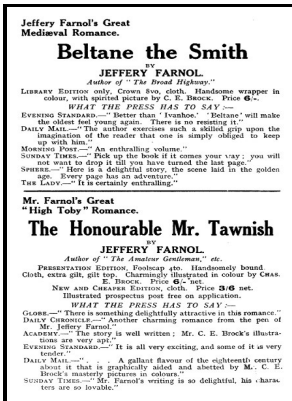 Jeffery Farnol's Great
Mediæval Romance.
Beltane the Smith
BY
JEFFERY FARNOL.
Author of "The Broad Highway."
LIBRARY EDITION only, Crown 8vo, cloth. Handsome wrapper in
colour, with spirited picture by C. E. BROCK. Price 6/-.
WHAT THE PRESS HAS TO SAY :—
EVENING STANDARD.—"Better than 'Ivanhoe.' 'Beltane' will make
the oldest feel young again. There is no resisting it."
DAILY MAIL.—"The author exercises such a skilled grip upon the
imagination of the reader that one is simply obliged to keep
up with him."
MORNING POST.—"An enthralling volume."
SUNDAY TIMES.—"Pick up the book if it comes your way; you will
not want to drop it till you have turned the last page."
SPHERE.—"Here is a delightful story, the scene laid in the golden
age. Every page has an adventure."
THE LADY.—"It is certainly enthralling."
Mr. Farnol's Great
"High Toby" Romance.
The Honourable Mr. Tawnish
BY
JEFFERY FARNOL.
Author of "The Amateur Gentleman," etc.
PRESENTATION EDITION, Foolscap 4to. Handsomely bound
Cloth, extra gilt, gilt top. Charmingly illustrated in colour by CHAS.
E. BROCK. Price 6/- net.
NEW AND CHEAPER EDITION, cloth. Price 3/6 net.
Illustrated prospectus post free on application.
WHAT THE PRESS HAS TO SAY :—
GLOBE.—"There is something delightfully attractive in this romance."
DAILY CHRONICLE.—"Another charming romance from the pen of
Mr. Jeffery Farnol."
ACADEMY.—"The story is well written; Mr. C. E. Brock's illustra-
tions are very apt."
EVENING STANDARD.—"It is all very exciting, and some of it is very
tender."
DAILY MAIL.—" . . . A gallant flavour of the eighteenth century
about it that is graphically aided and abetted by Mr. C. E.
Brock's masterly pictures in colours."
SUNDAY TIMES.—"Mr. Farnol's writing is so delightful, his charac-
ters are so lovable."